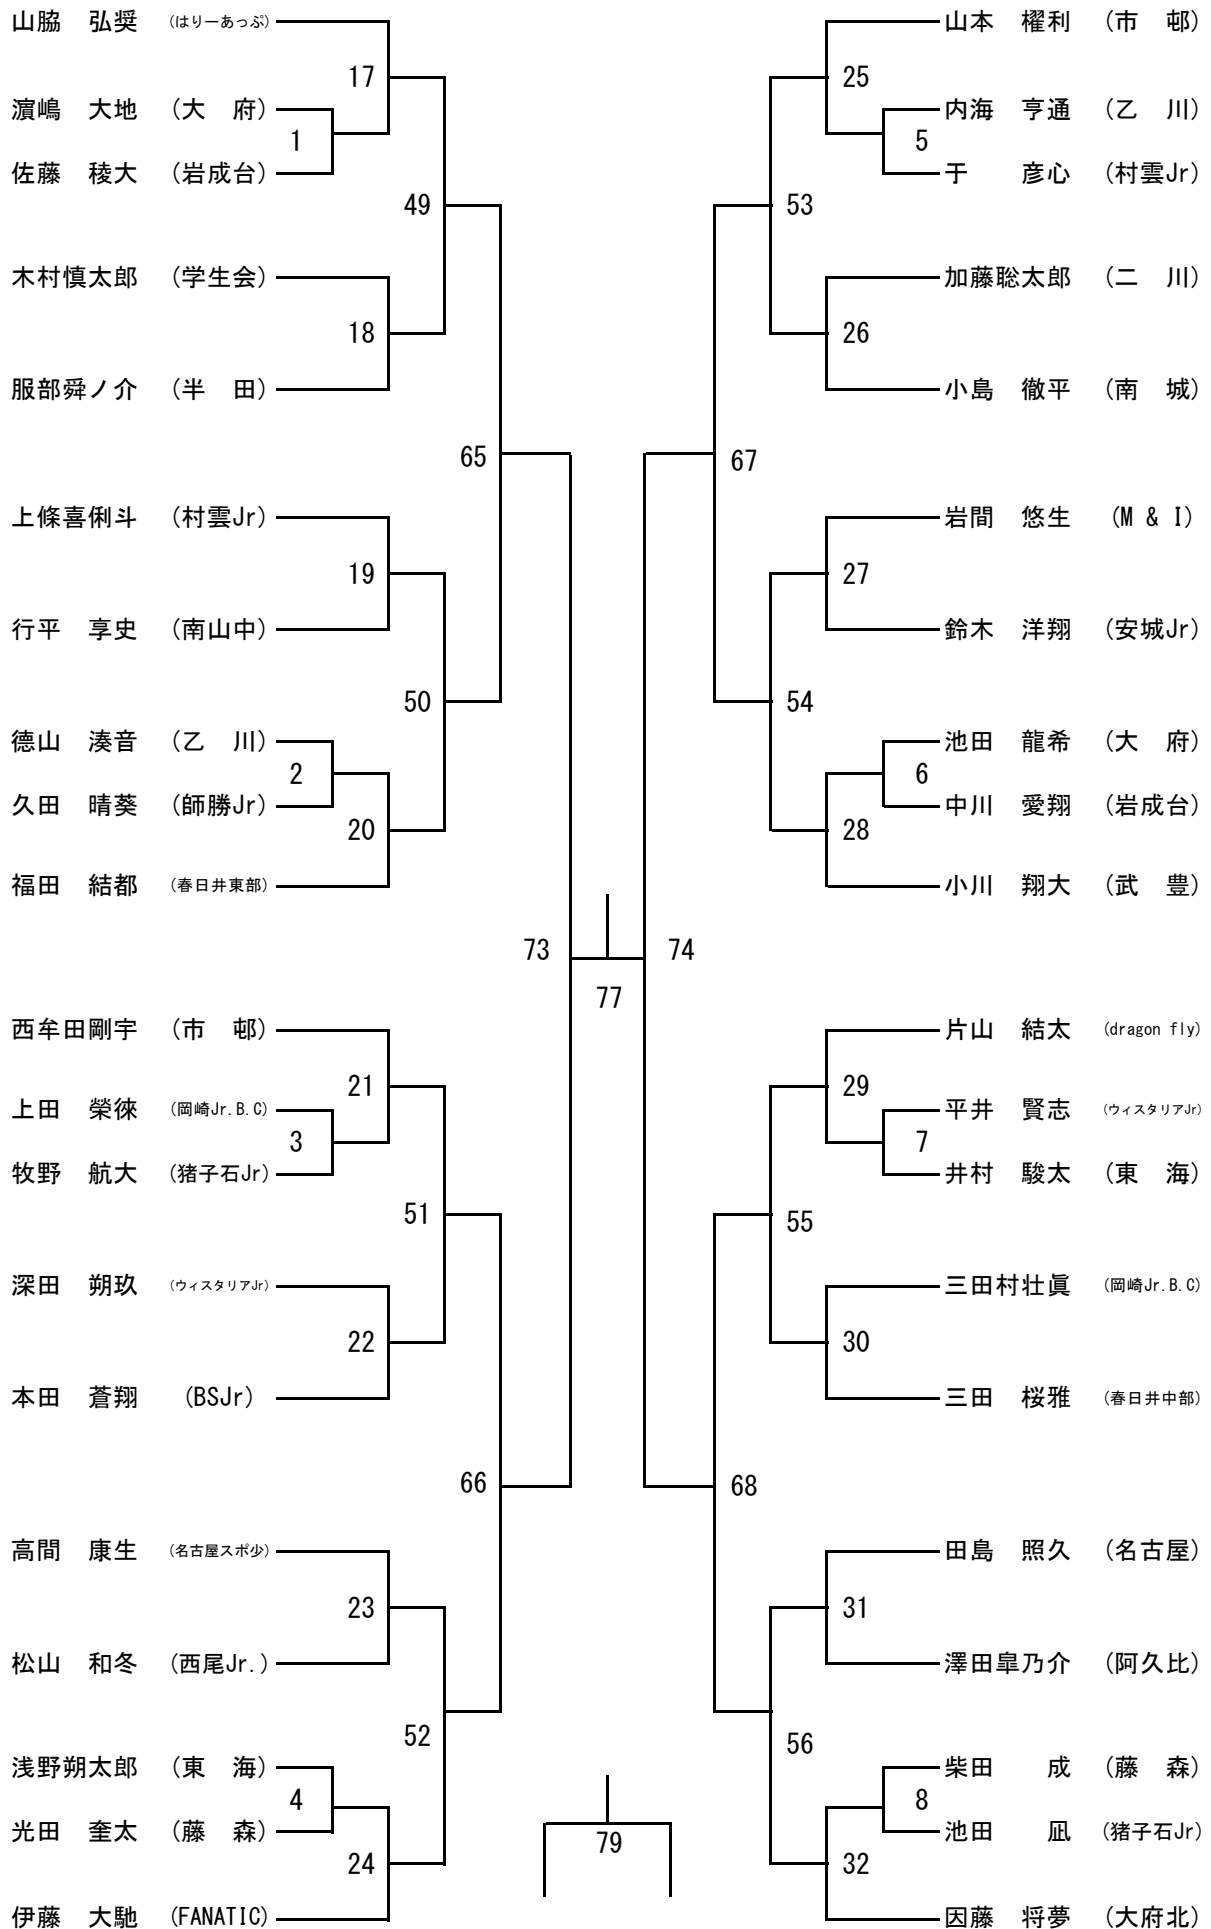 山脇　弘奨　(はりーあっぷ)
17
濵嶋　大地　(大　府)
1
佐藤　稜大　(岩成台)
49
木村慎太郎　(学生会)
18
服部舜ノ介　(半　田)
65
上條喜俐斗　(村雲Jr)
19
行平　享史　(南山中)
50
德山　湊音　(乙　川)
2
久田　晴葵　(師勝Jr)
20
福田　結都　(春日井東部)
73
西牟田剛宇　(市　邨)
21
上田　榮徠　(岡崎Jr.B.C)
3
牧野　航大　(猪子石Jr)
51
深田　朔玖　(ウィスタリアJr)
22
本田　蒼翔　(BSJr)
66
高間　康生　(名古屋スポ少)
23
松山　和冬　(西尾Jr.)
52
浅野朔太郎　(東　海)
4
光田　奎太　(藤　森)
24
伊藤　大馳　(FANATIC)
77
79
山本　櫂利　(市　邨)
25
内海　亨通　(乙　川)
5
于　　彦心　(村雲Jr)
53
加藤聡太郎　(二　川)
26
小島　徹平　(南　城)
67
岩間　悠生　(M & I)
27
鈴木　洋翔　(安城Jr)
54
池田　龍希　(大　府)
6
中川　愛翔　(岩成台)
28
小川　翔大　(武　豊)
74
片山　結太　(dragon fly)
29
平井　賢志　(ウィスタリアJr)
7
井村　駿太　(東　海)
55
三田村壮眞　(岡崎Jr.B.C)
30
三田　桜雅　(春日井中部)
68
田島　照久　(名古屋)
31
澤田皐乃介　(阿久比)
56
柴田　　成　(藤　森)
8
池田　　凪　(猪子石Jr)
32
因藤　将夢　(大府北)